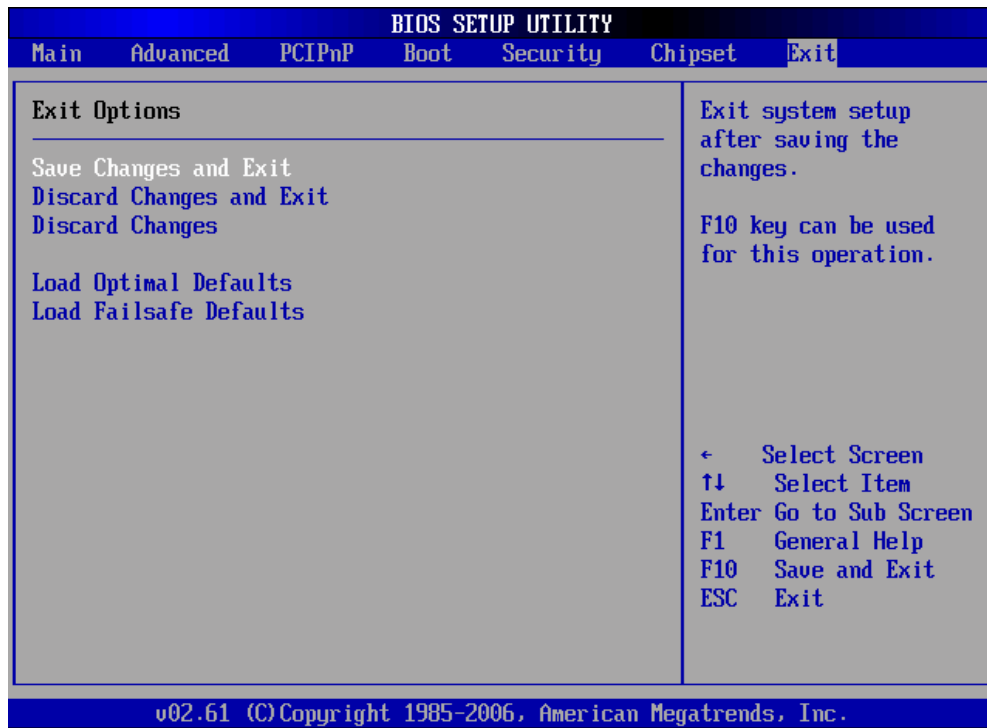 BIOS SETUP UTILITY
Main Advanced PCIPnP Boot Security Chipset Exit
Exit Options
Save Changes and Exit
Discard Changes and Exit
Discard Changes
Load Optimal Defaults
Load Failsafe Defaults
Exit system setup
after saving the
changes.
F10 key can be used
for this operation.
← Select Screen
↑↓ Select Item
Enter Go to Sub Screen
F1 General Help
F10 Save and Exit
ESC Exit
v02.61 (C)Copyright 1985-2006, American Megatrends, Inc.